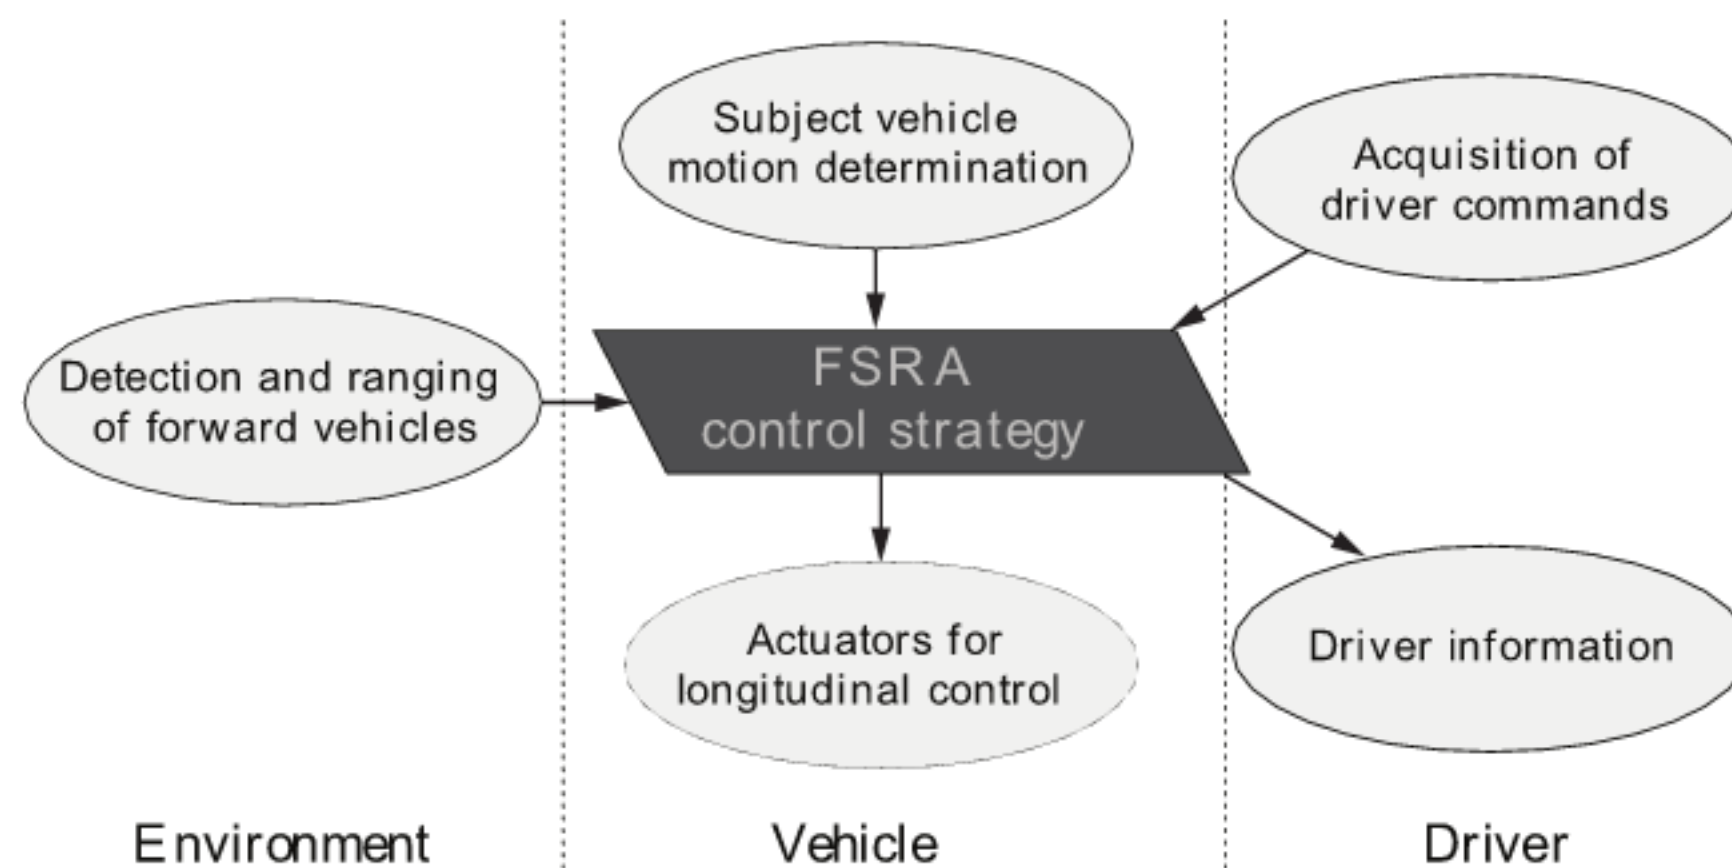 Subject vehicle
motion determination
Acquisition of
driver commands
Detection and ranging
of forward vehicles
FSRA
control strategy
Actuators for
longitudinal control
Driver information
Environment
Vehicle
Driver